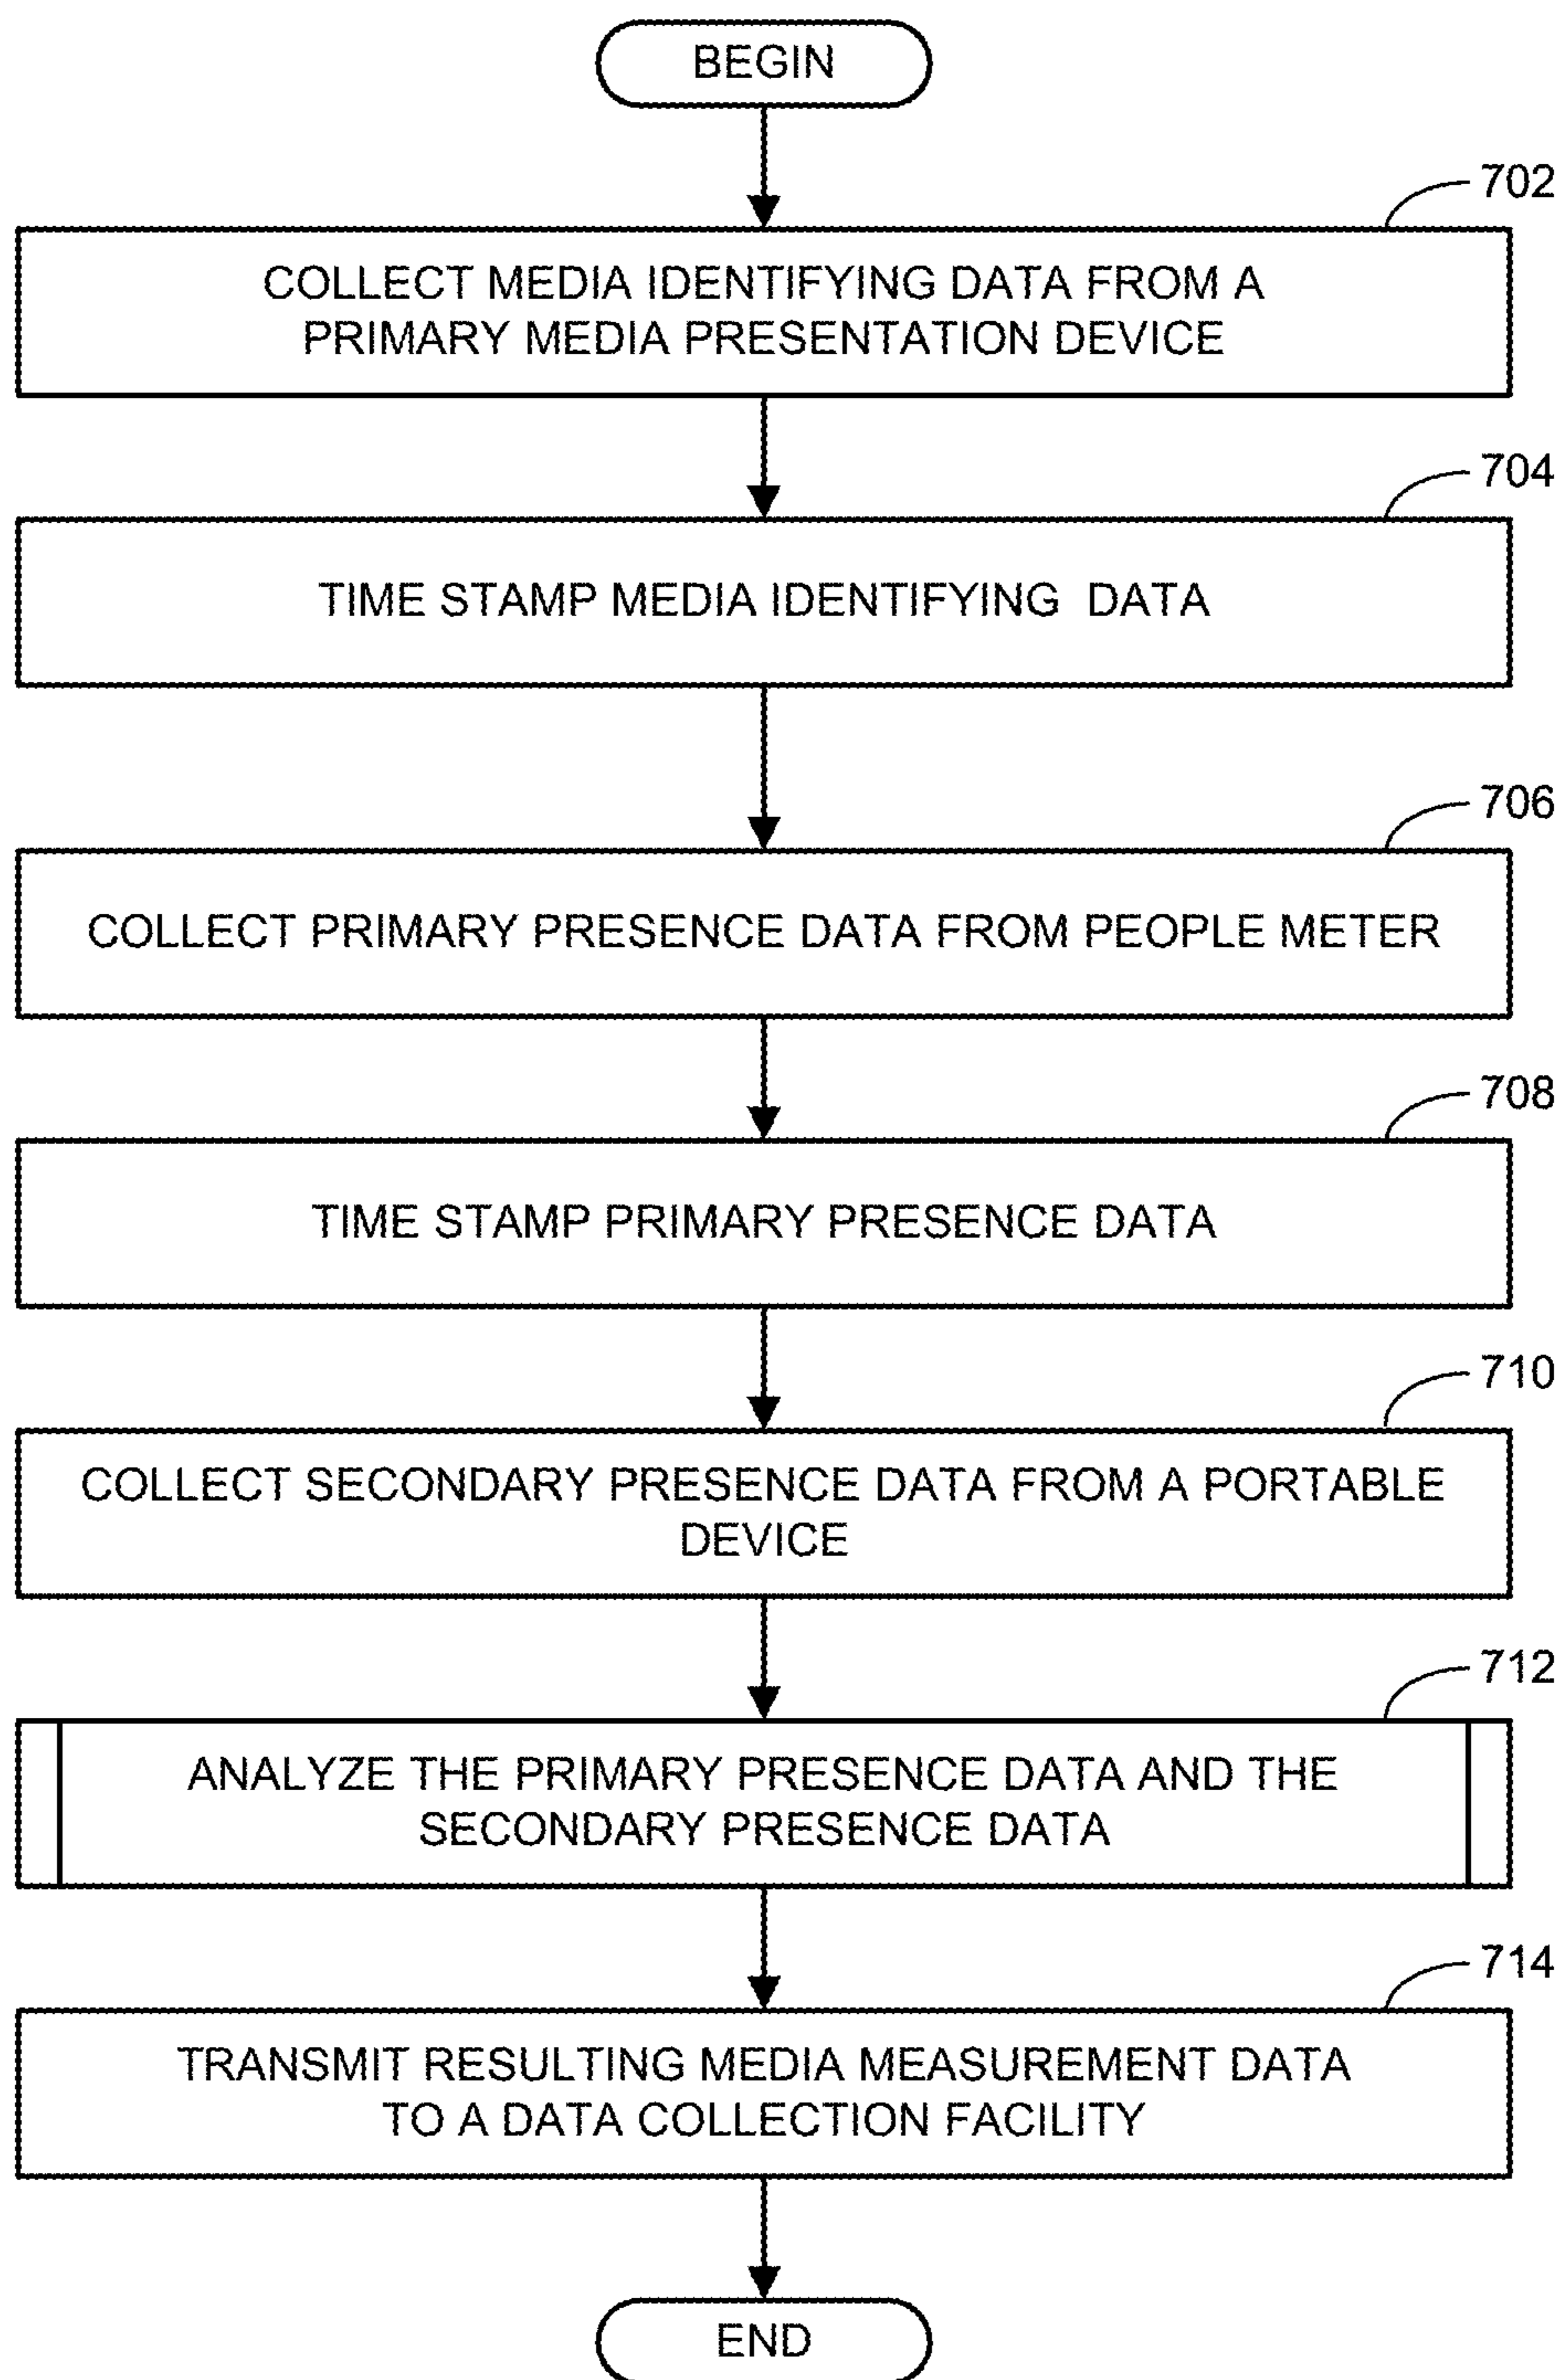 BEGIN
702
COLLECT MEDIA IDENTIFYING DATA FROM A
PRIMARY MEDIA PRESENTATION DEVICE
704
TIME STAMP MEDIA IDENTIFYING DATA
706
COLLECT PRIMARY PRESENCE DATA FROM PEOPLE METER
708
TIME STAMP PRIMARY PRESENCE DATA
710
COLLECT SECONDARY PRESENCE DATA FROM A PORTABLE
DEVICE
712
ANALYZE THE PRIMARY PRESENCE DATA AND THE
SECONDARY PRESENCE DATA
714
TRANSMIT RESULTING MEDIA MEASUREMENT DATA
TO A DATA COLLECTION FACILITY
END